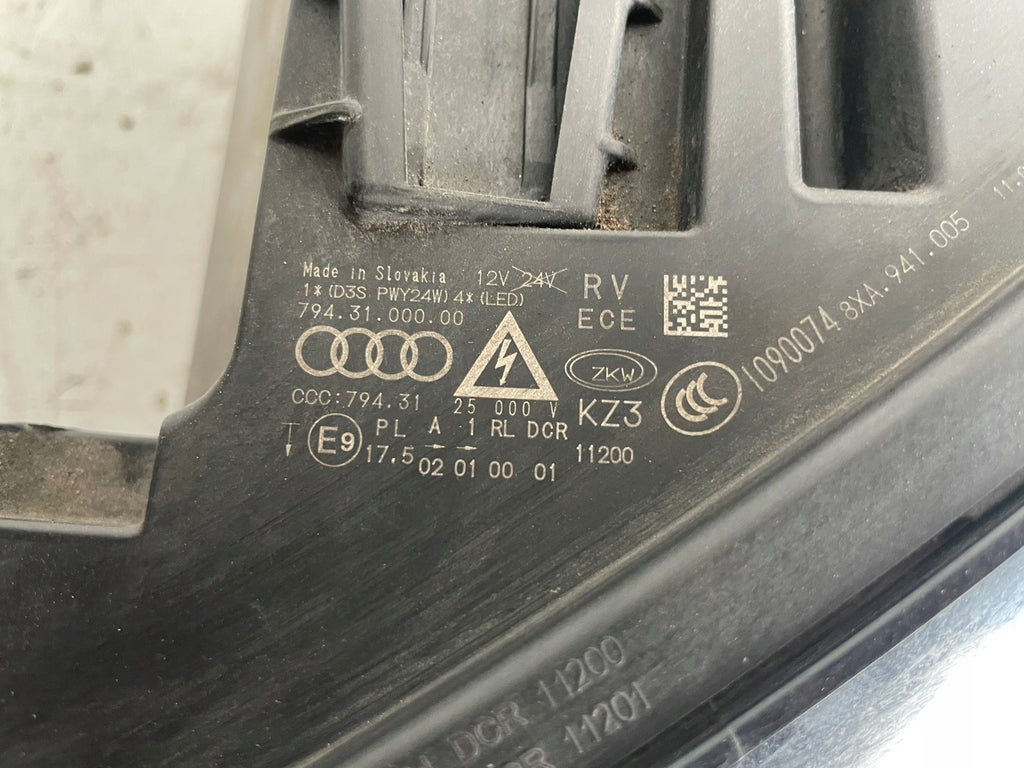 Made in Slovakia 12V 24V RV
1*(D3S PWY24W)4*(LED)
794.31.000.00 ECE
ZKW
CCC:794.31 25 000 V KZ3
E9 PL A 1 RL DCR
17.5 02 01 00 01 11200
1090074 8XA.941.005
DCR 11200
11201